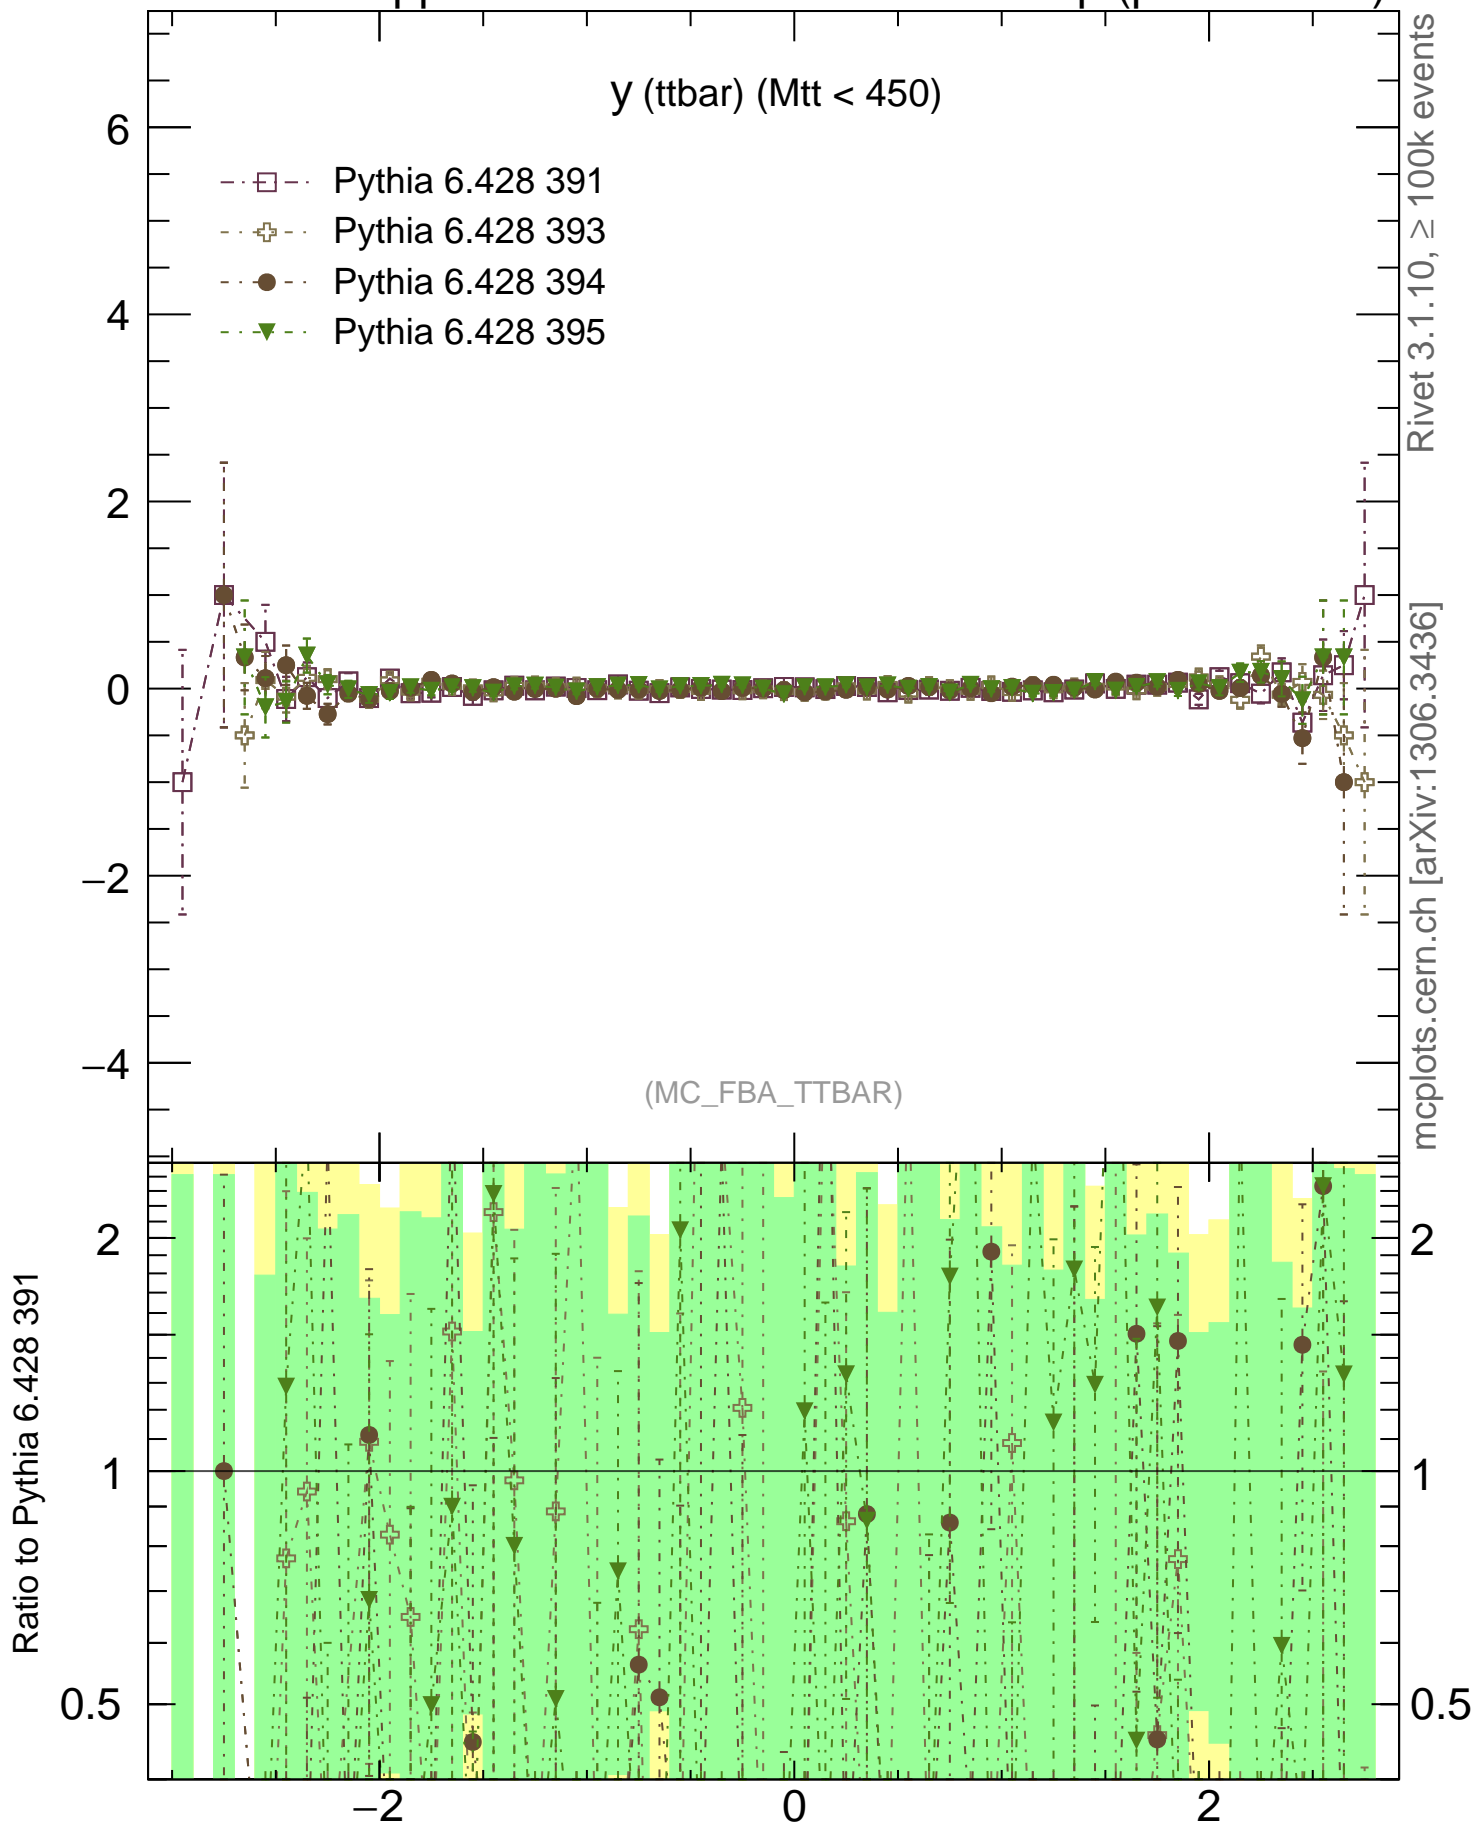 y (ttbar) (Mtt < 450)
Pythia 6.428 391
Pythia 6.428 393
Pythia 6.428 394
Pythia 6.428 395
6
4
2
0
−2
−4
(MC_FBA_TTBAR)
Rivet 3.1.10, ≥ 100k events
mcplots.cern.ch [arXiv:1306.3436]
Ratio to Pythia 6.428 391
2
1
0.5
2
1
0.5
−2
0
2